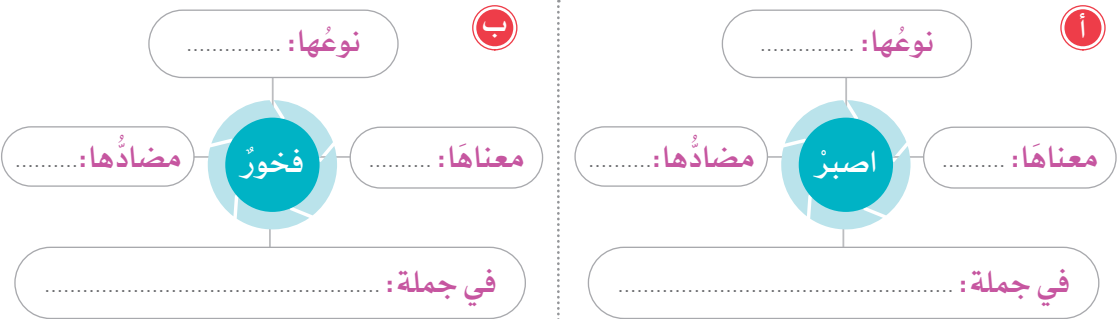 أ
نوعُها: ...............
معناهَا: ..........
اصبرْ
مضادُّها: ..........
في جملة: .....................................................
ب
نوعُها: ...............
معناهَا: ..........
فخورٌ
مضادُّها: ..........
في جملة: .....................................................